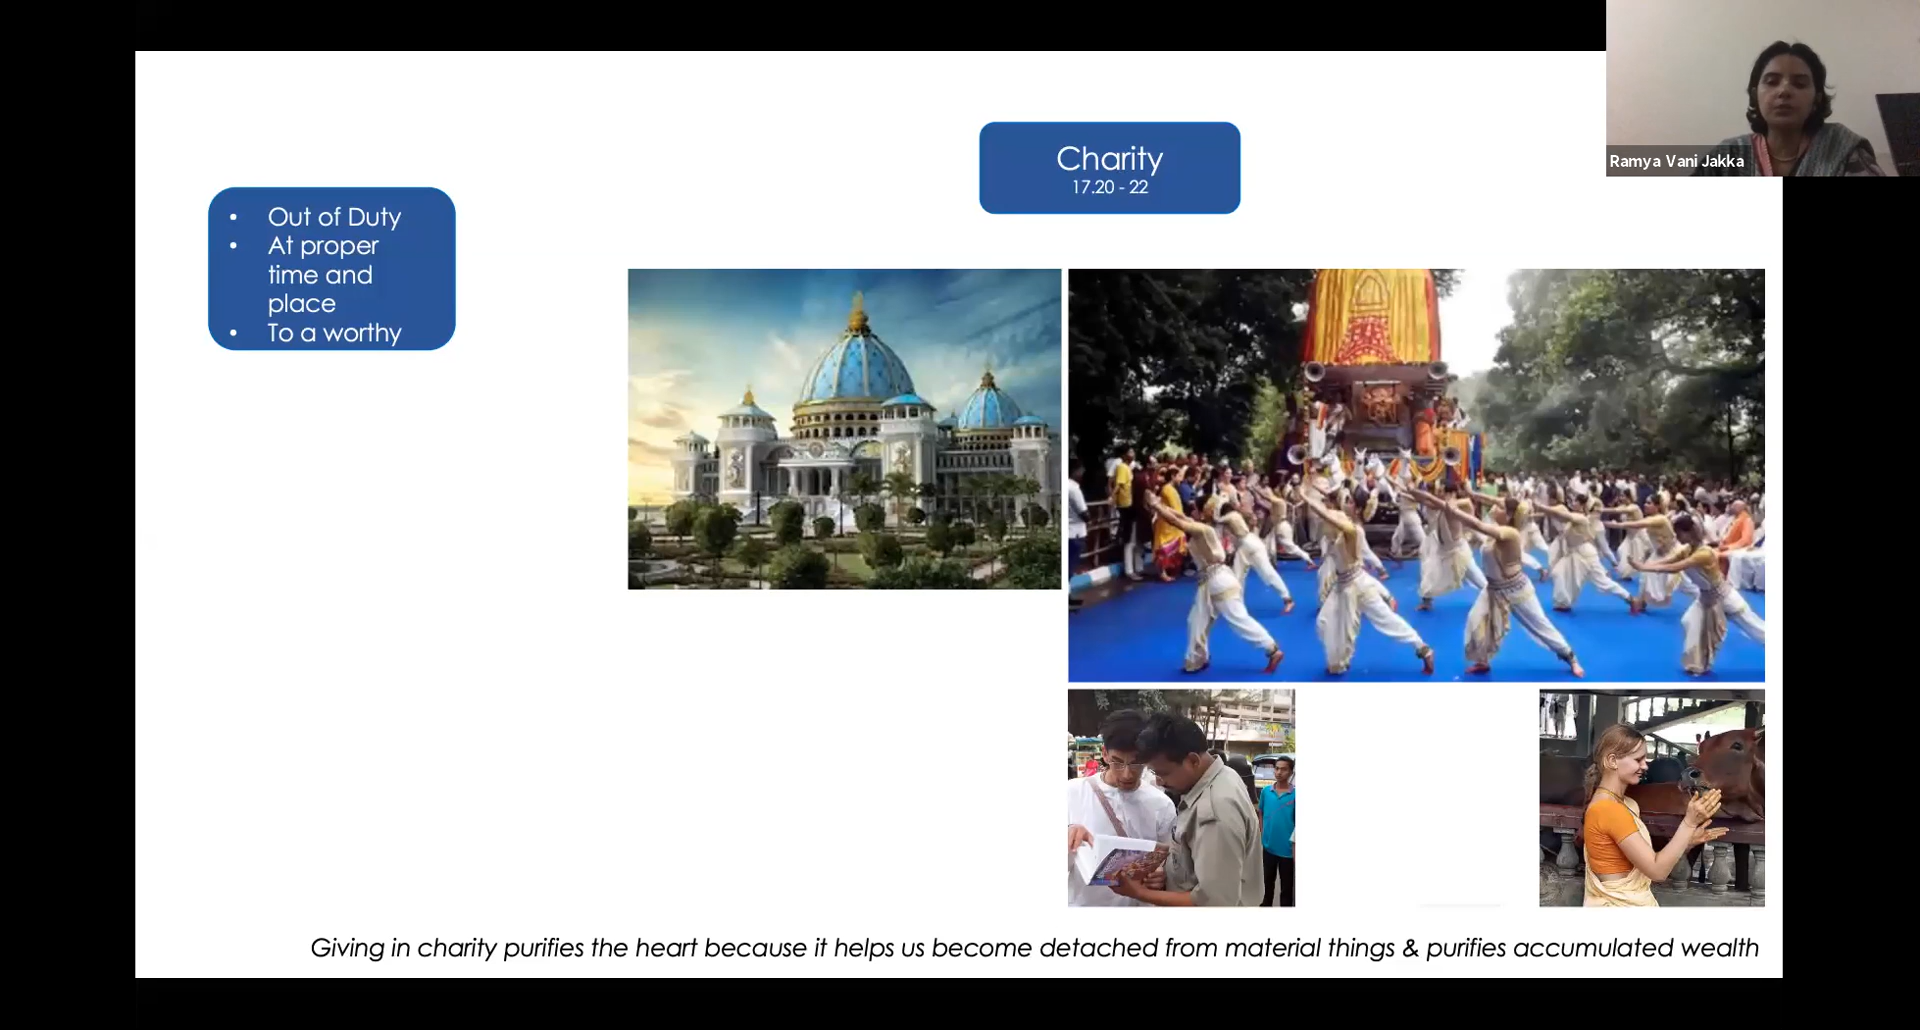 Charity
17.20 - 22
Ramya Vani Jakka
• Out of Duty
• At proper
time and
place
• To a worthy
Giving in charity purifies the heart because it helps us become detached from material things & purifies accumulated wealth